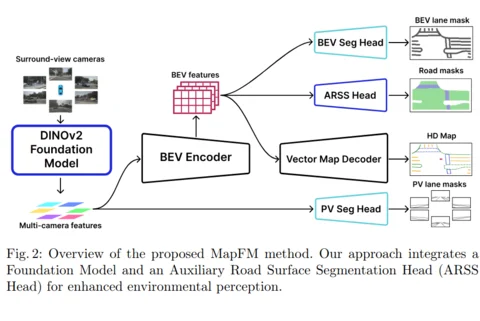 Surround-view cameras
DINOv2
Foundation
Model
Multi-camera features
BEV Encoder
BEV features
BEV Seg Head
ARSS Head
Vector Map Decoder
PV Seg Head
BEV lane mask
Road masks
HD Map
PV lane masks
Fig. 2: Overview of the proposed MapFM method. Our approach integrates a
Foundation Model and an Auxiliary Road Surface Segmentation Head (ARSS
Head) for enhanced environmental perception.